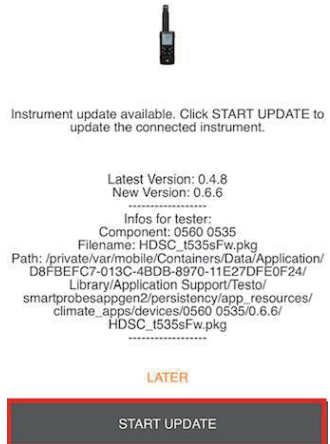 Instrument update available. Click START UPDATE to
update the connected instrument.
Latest Version: 0.4.8
New Version: 0.6.6
------------------
Infos for tester:
Component: 0560 0535
Filename: HDSC_t535sFw.pkg
Path: /private/var/mobile/Containers/Data/Application/
D8FBEFC7-013C-4BDB-8970-11E27DFE0F24/
Library/Application Support/Testo/
smartprobesappgen2/persistency/app_resources/
climate_apps/devices/0560 0535/0.6.6/
HDSC_t535sFw.pkg
------------------
LATER
START UPDATE